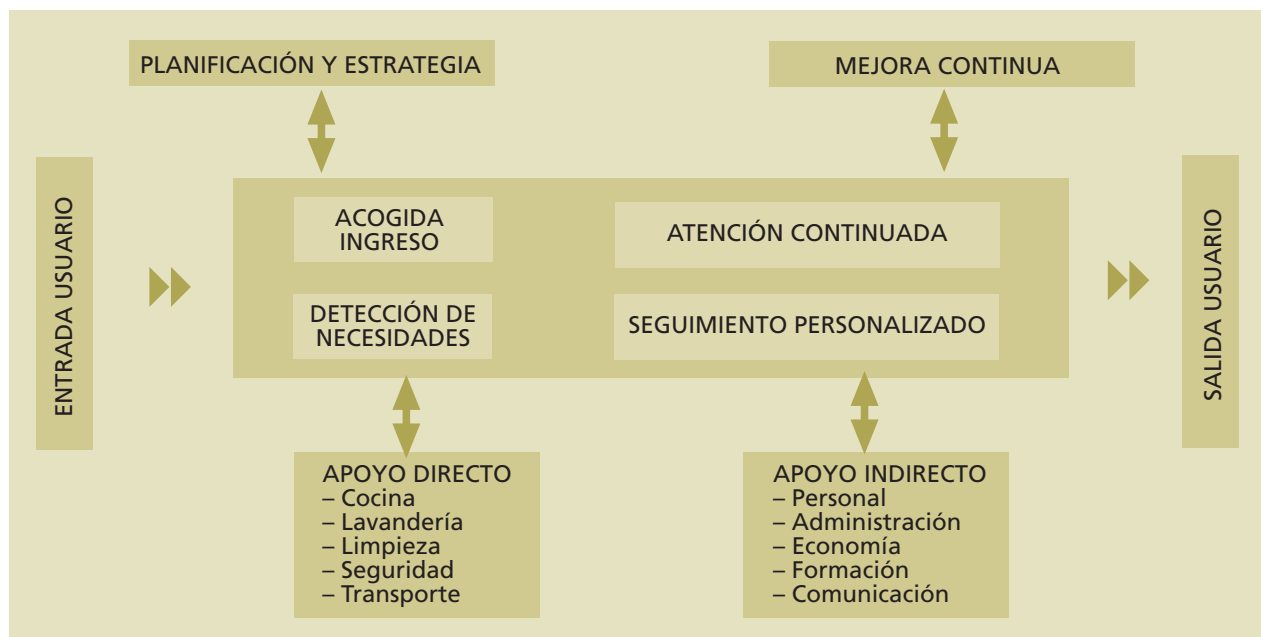 PLANIFICACIÓN Y ESTRATEGIA
MEJORA CONTINUA
ENTRADA USUARIO
ACOGIDA
INGRESO
ATENCIÓN CONTINUADA
DETECCIÓN DE
NECESIDADES
SEGUIMIENTO PERSONALIZADO
SALIDA USUARIO
APOYO DIRECTO
– Cocina
– Lavandería
– Limpieza
– Seguridad
– Transporte
APOYO INDIRECTO
– Personal
– Administración
– Economía
– Formación
– Comunicación